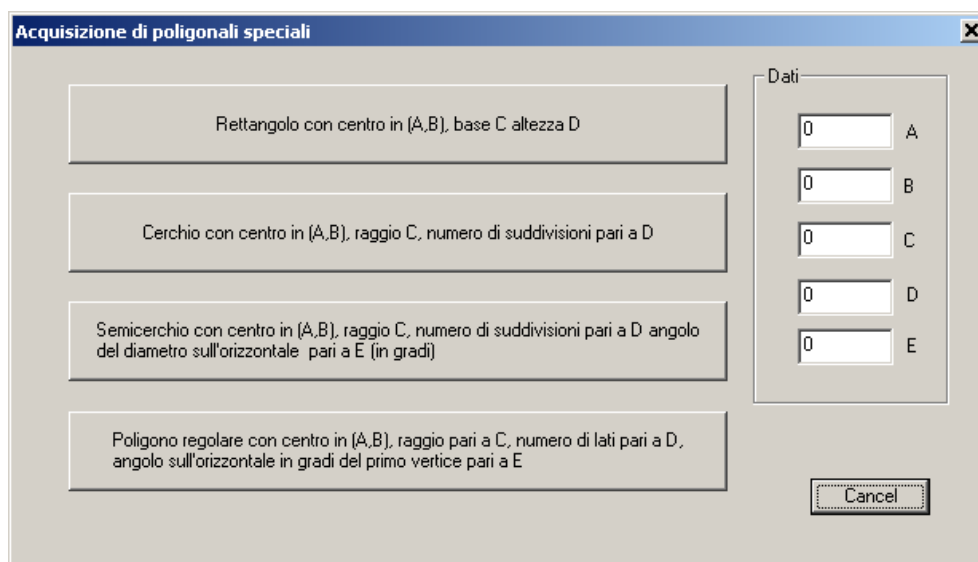 Acquisizione di poligonali speciali
Rettangolo con centro in (A,B), base C altezza D
Cerchio con centro in (A,B), raggio C, numero di suddivisioni pari a D
Semicerchio con centro in (A,B), raggio C, numero di suddivisioni pari a D angolo
del diametro sull'orizzontale pari a E (in gradi)
Poligono regolare con centro in (A,B), raggio pari a C, numero di lati pari a D,
angolo sull'orizzontale in gradi del primo vertice pari a E
Dati
0 A
0 B
0 C
0 D
0 E
Cancel